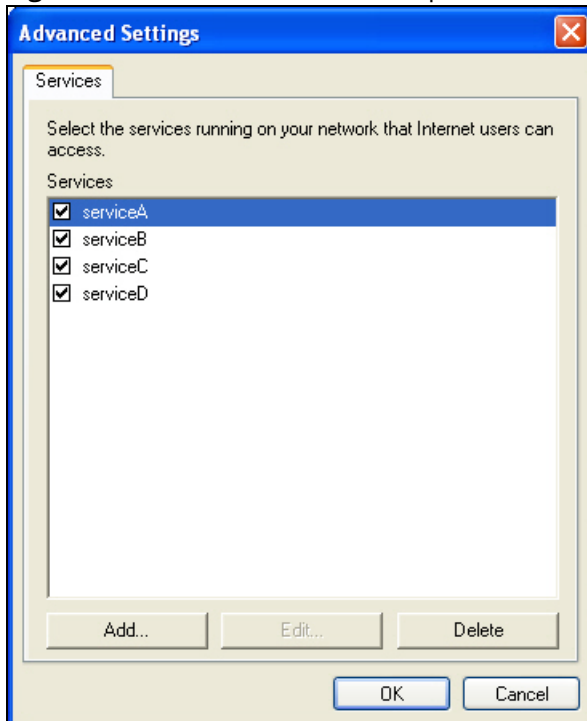 Advanced Settings
Services
Select the services running on your network that Internet users can
access.
Services
serviceA
serviceB
serviceC
serviceD
Add...
Edit...
Delete
OK
Cancel